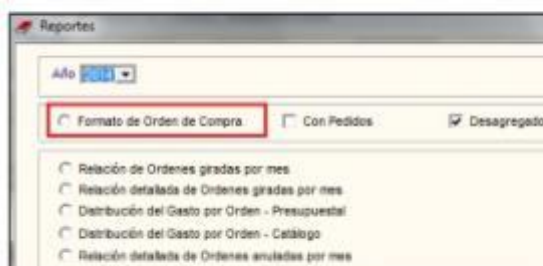 Reportes
Año 2014
Formato de Orden de Compra Con Pedidos Desagregado
Relación de Ordenes giradas por mes
Relación detallada de Ordenes giradas por mes
Distribución del Gasto por Orden - Presupuestal
Distribución del Gasto por Orden - Catálogo
Relación detallada de Ordenes anuladas por mes